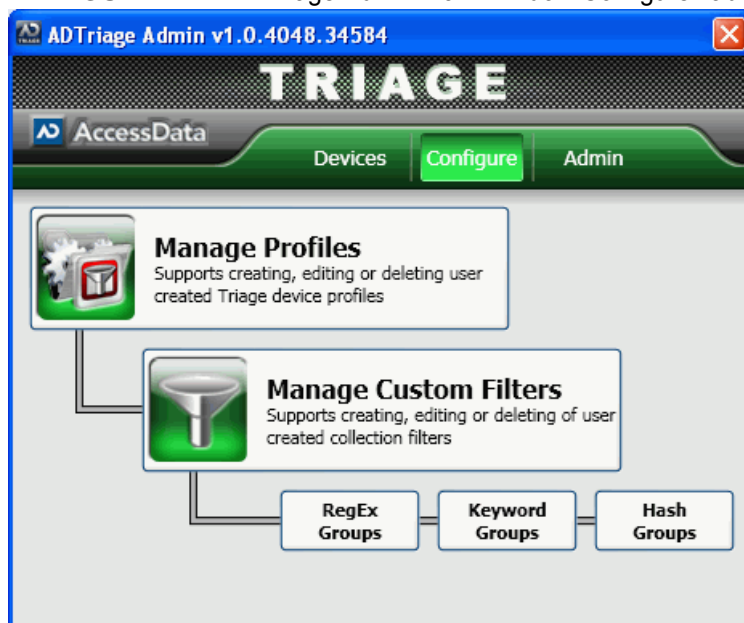 ADTriage Admin v1.0.4048.34584
TRIAGE
AccessData
Devices Configure Admin
Manage Profiles
Supports creating, editing or deleting user
created Triage device profiles
Manage Custom Filters
Supports creating, editing or deleting of user
created collection filters
RegEx Groups
Keyword Groups
Hash Groups